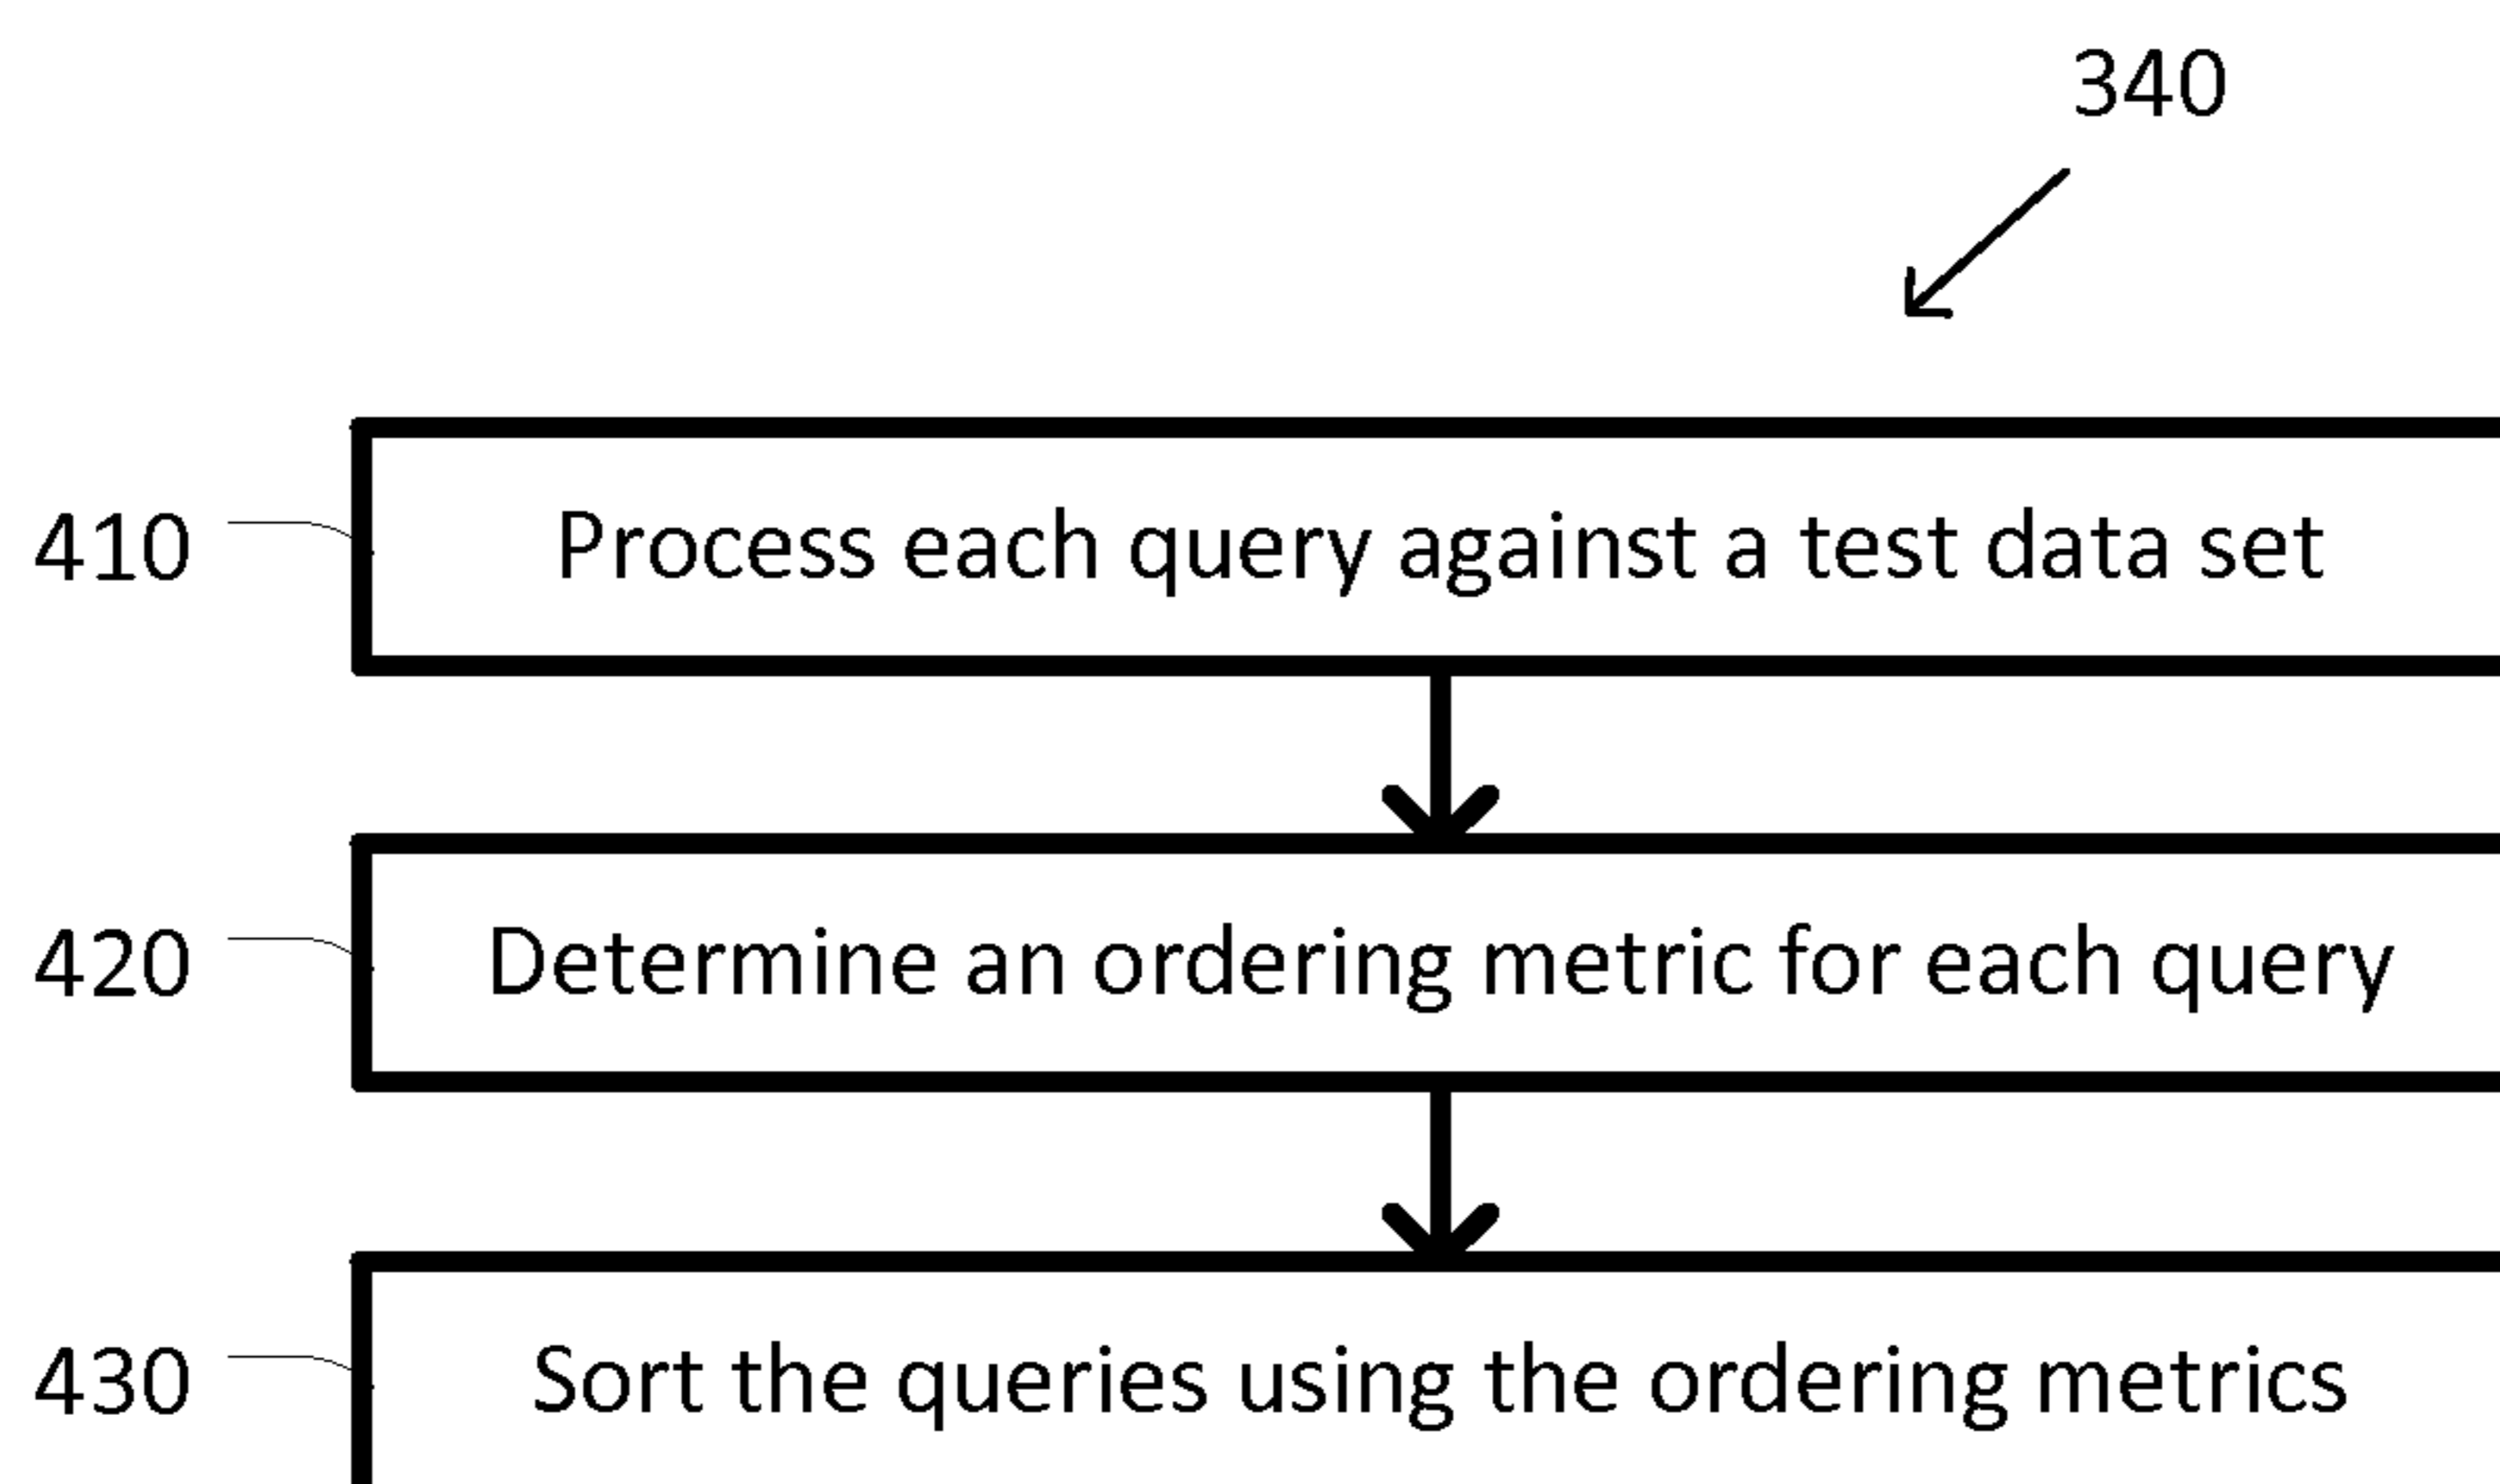 340
410 Process each query against a test data set
420 Determine an ordering metric for each query
430 Sort the queries using the ordering metrics